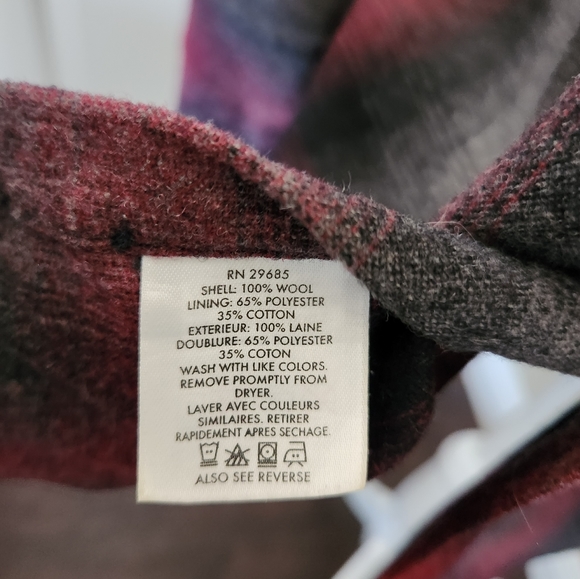 RN 29685
SHELL: 100% WOOL
LINING: 65% POLYESTER
35% COTTON
EXTERIEUR: 100% LAINE
DOUBLURE: 65% POLYESTER
35% COTON
WASH WITH LIKE COLORS.
REMOVE PROMPTLY FROM
DRYER.
LAVER AVEC COULEURS
SIMILAIRES. RETIRER
RAPIDEMENT APRES SECHAGE.
ALSO SEE REVERSE